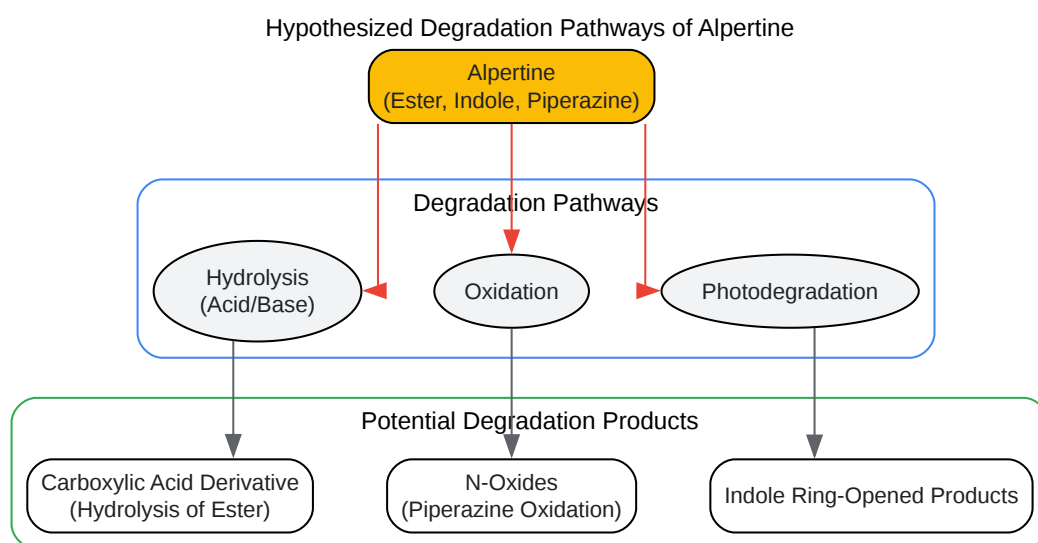 Hypothesized Degradation Pathways of Alpertine
Alpertine
(Ester, Indole, Piperazine)
Degradation Pathways
Hydrolysis
(Acid/Base)
Oxidation
Photodegradation
Potential Degradation Products
Carboxylic Acid Derivative
(Hydrolysis of Ester)
N-Oxides
(Piperazine Oxidation)
Indole Ring-Opened Products